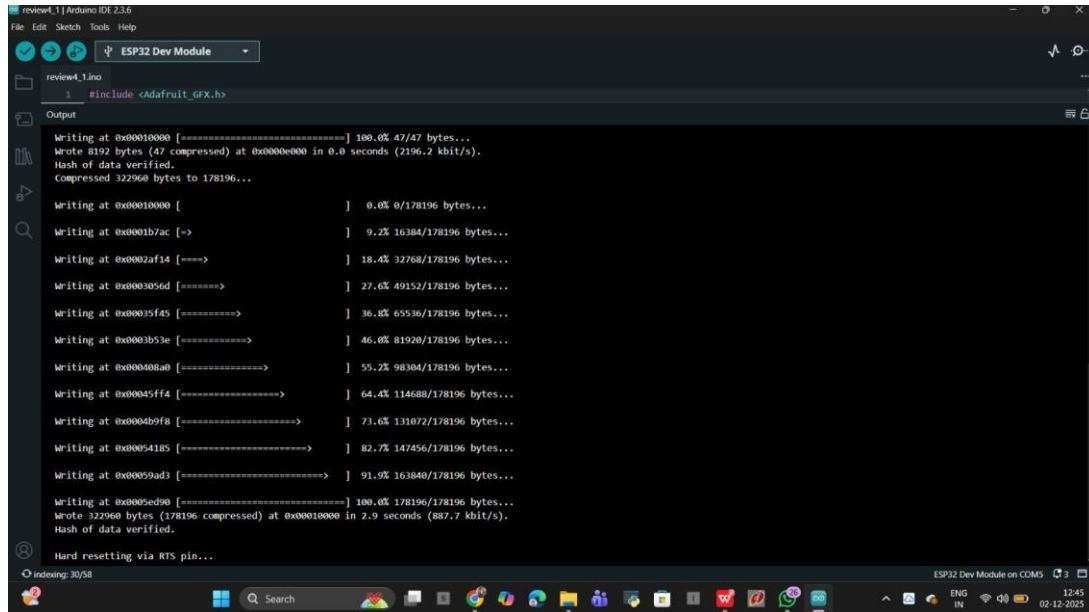 review4_1 | Arduino IDE 2.3.6
File Edit Sketch Tools Help
ESP32 Dev Module
review4_1.ino
1 #include <Adafruit_GFX.h>
Output
Writing at 0x00010000 [==============================] 100.0% 47/47 bytes...
Wrote 8192 bytes (47 compressed) at 0x0000e000 in 0.0 seconds (2196.2 kbit/s).
Hash of data verified.
Compressed 322960 bytes to 178196...
Writing at 0x00010000 [                              ]   0.0% 0/178196 bytes...
Writing at 0x0001b7ac [=>                            ]   9.2% 16384/178196 bytes...
Writing at 0x0002af14 [====>                         ]  18.4% 32768/178196 bytes...
Writing at 0x0003056d [=======>                      ]  27.6% 49152/178196 bytes...
Writing at 0x00035f45 [==========>                   ]  36.8% 65536/178196 bytes...
Writing at 0x0003b53e [============>                 ]  46.0% 81920/178196 bytes...
Writing at 0x000408a0 [===============>              ]  55.2% 98304/178196 bytes...
Writing at 0x00045ff4 [==================>           ]  64.4% 114688/178196 bytes...
Writing at 0x0004b9f8 [=====================>        ]  73.6% 131072/178196 bytes...
Writing at 0x00054185 [=======================>      ]  82.7% 147456/178196 bytes...
Writing at 0x00059ad3 [==========================>   ]  91.9% 163840/178196 bytes...
Writing at 0x0005ed90 [==============================] 100.0% 178196/178196 bytes...
Wrote 322960 bytes (178196 compressed) at 0x00010000 in 2.9 seconds (887.7 kbit/s).
Hash of data verified.
Hard resetting via RTS pin...
indexing: 30/58
ESP32 Dev Module on COM5 3
Search
ENG
IN
12:45
02-12-2025